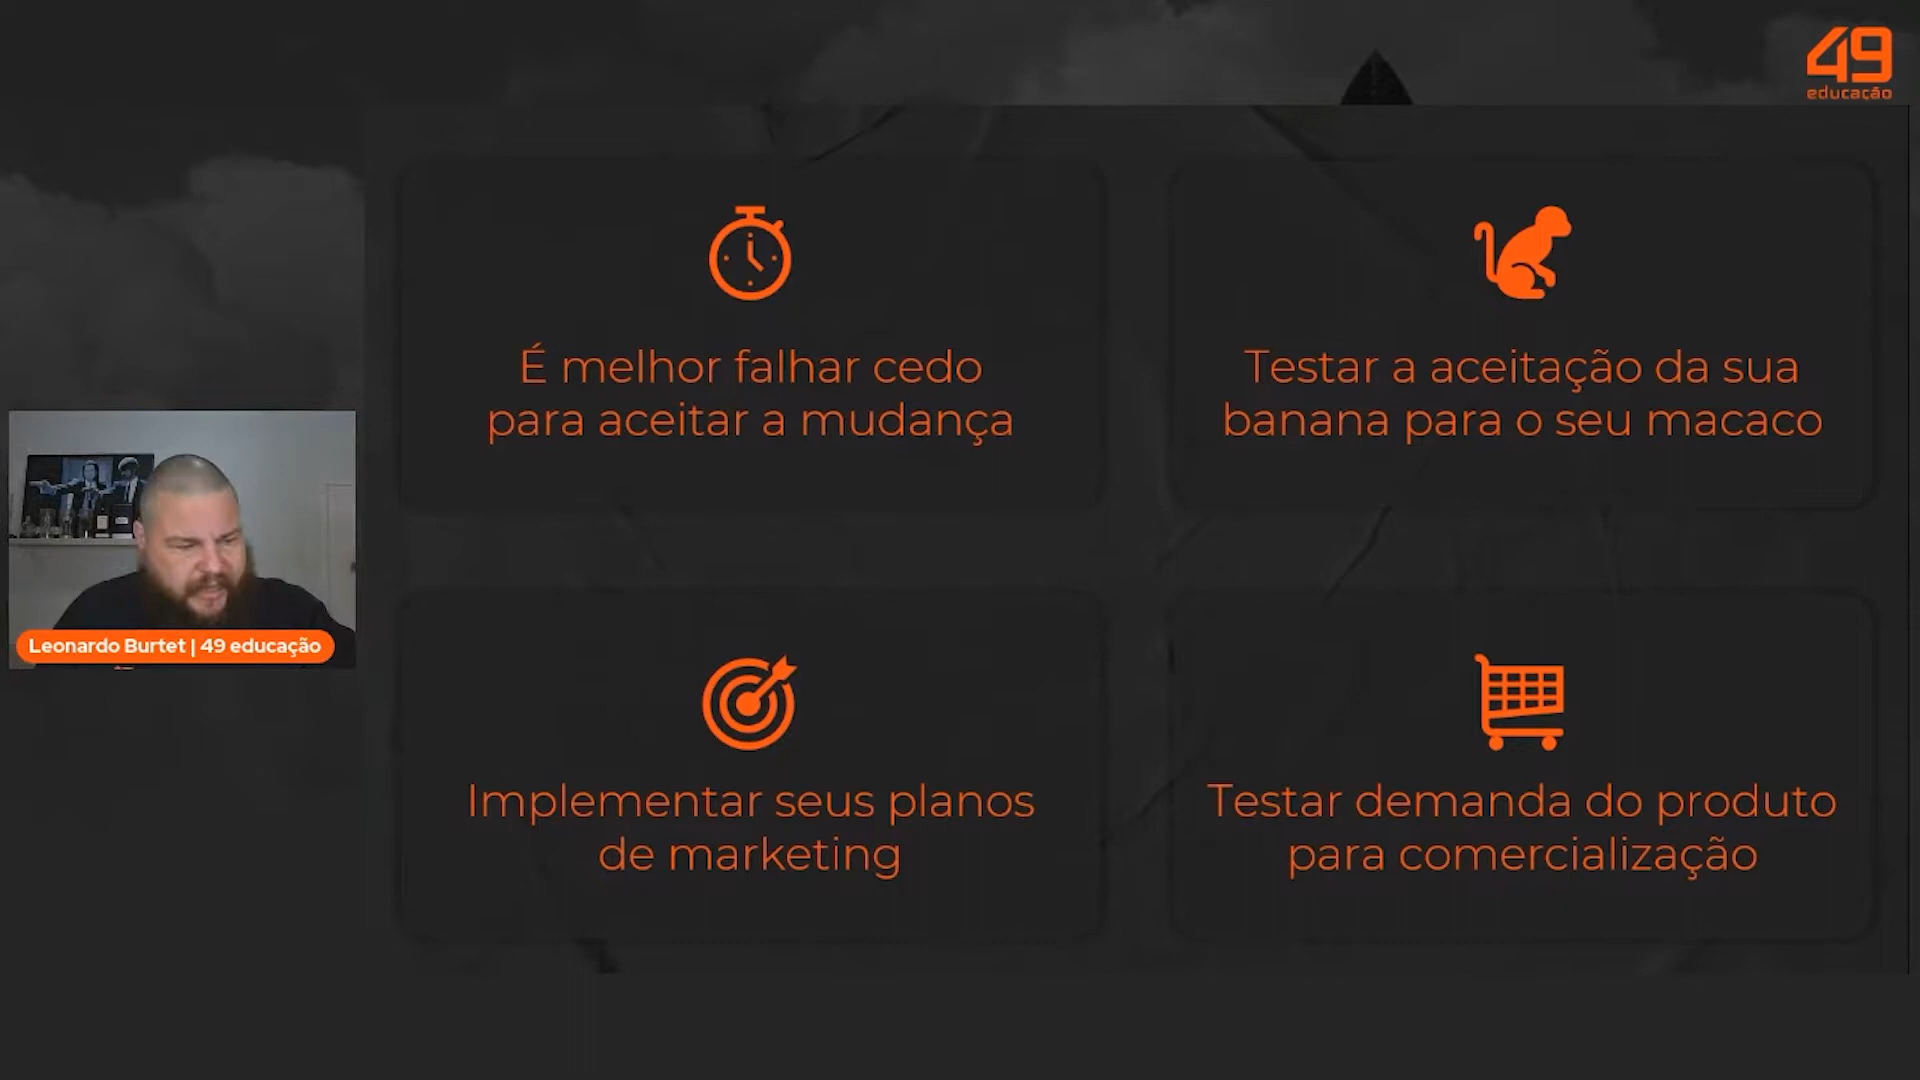 49
educação
É melhor falhar cedo
para aceitar a mudança
Testar a aceitação da sua
banana para o seu macaco
Leonardo Burtet | 49 educação
Implementar seus planos
de marketing
Testar demanda do produto
para comercialização